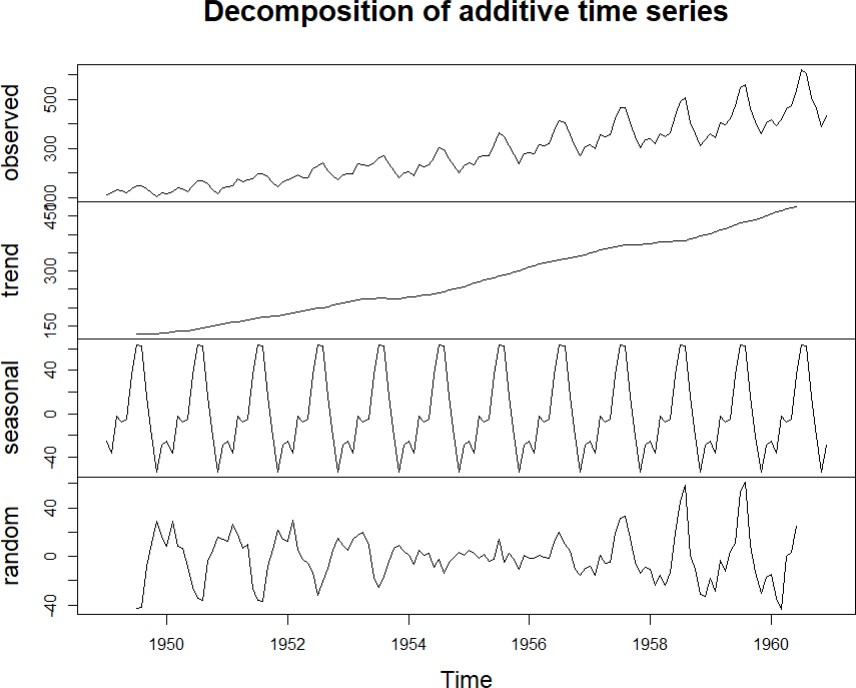 Decomposition of additive time series
observed
100 300 500
trend
150 300 450
seasonal
-40 0 40
random
-40 0 40
1950 1952 1954 1956 1958 1960
Time